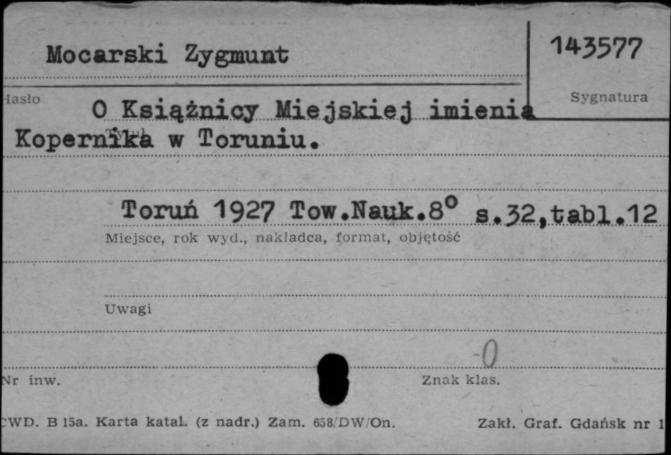 Mocarski Zygmunt
143577
Hasło
Sygnatura
O Książnicy Miejskiej imienia
Kopernika w Toruniu.
Toruń 1927 Tow.Nauk.8° s.32,tabl.12
Miejsce, rok wyd., nakładca, format, objętość
Uwagi
-0
Nr inw.
Znak klas.
CWD. B 15a. Karta katal. (z nadr.) Zam. 658/DW/On.
Zakł. Graf. Gdańsk nr 1